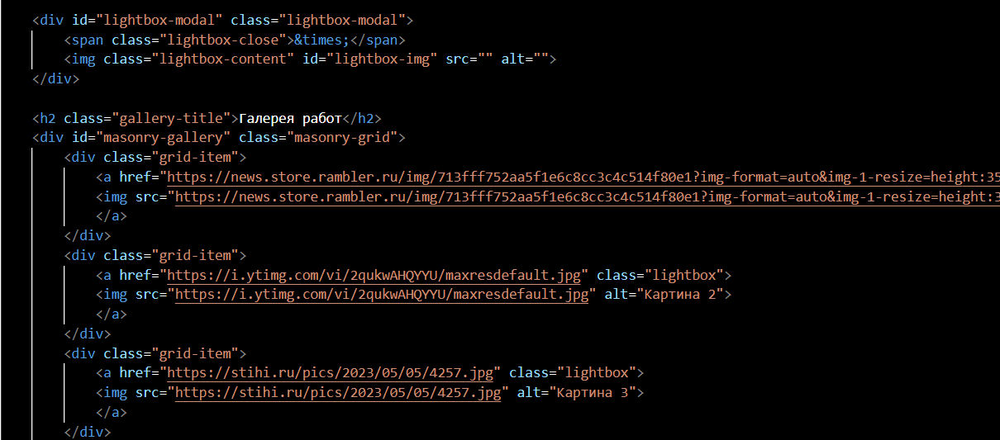 <div id="lightbox-modal" class="lightbox-modal">
<span class="lightbox-close">&times;</span>
<img class="lightbox-content" id="lightbox-img" src="" alt="">
</div>
<h2 class="gallery-title">Галерея работ</h2>
<div id="masonry-gallery" class="masonry-grid">
<div class="grid-item">
<a href="https://news.store.rambler.ru/img/713fff752aa5f1e6c8cc3c4c514f80e1?img-format=auto&img-1-resize=height:35
<img src="https://news.store.rambler.ru/img/713fff752aa5f1e6c8cc3c4c514f80e1?img-format=auto&img-1-resize=height:3
</a>
</div>
<div class="grid-item">
<a href="https://i.ytimg.com/vi/2qukwAHQYYU/maxresdefault.jpg" class="lightbox">
<img src="https://i.ytimg.com/vi/2qukwAHQYYU/maxresdefault.jpg" alt="Картина 2">
</a>
</div>
<div class="grid-item">
<a href="https://stihi.ru/pics/2023/05/05/4257.jpg" class="lightbox">
<img src="https://stihi.ru/pics/2023/05/05/4257.jpg" alt="Картина 3">
</a>
</div>